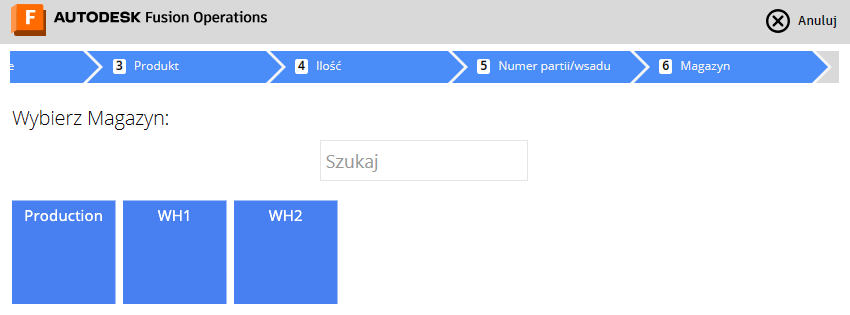 F AUTODESK Fusion Operations
Anuluj
e 3 Produkt 4 Ilość 5 Numer partii/wsadu 6 Magazyn
Wybierz Magazyn:
Szukaj
Production WH1 WH2